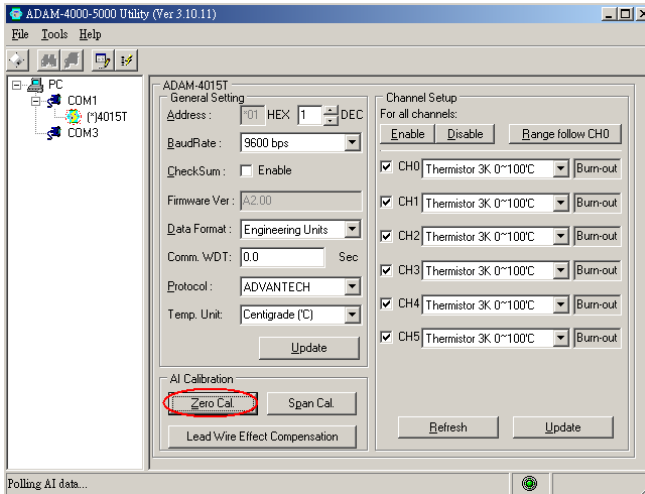 ADAM-4000-5000 Utility (Ver 3.10.11)
File Tools Help
PC
COM1
(*)4015T
COM3
ADAM-4015T
General Setting
Address : *01 HEX 1 DEC
BaudRate : 9600 bps
CheckSum : Enable
Firmware Ver : A2.00
Data Format : Engineering Units
Comm. WDT: 0.0 Sec
Protocol : ADVANTECH
Temp. Unit: Centigrade (°C)
Update
AI Calibration
Zero Cal. Span Cal.
Lead Wire Effect Compensation
Channel Setup
For all channels:
Enable Disable Range follow CH0
CH0 Thermistor 3K 0~100°C Burn-out
CH1 Thermistor 3K 0~100°C Burn-out
CH2 Thermistor 3K 0~100°C Burn-out
CH3 Thermistor 3K 0~100°C Burn-out
CH4 Thermistor 3K 0~100°C Burn-out
CH5 Thermistor 3K 0~100°C Burn-out
Refresh Update
Polling AI data...